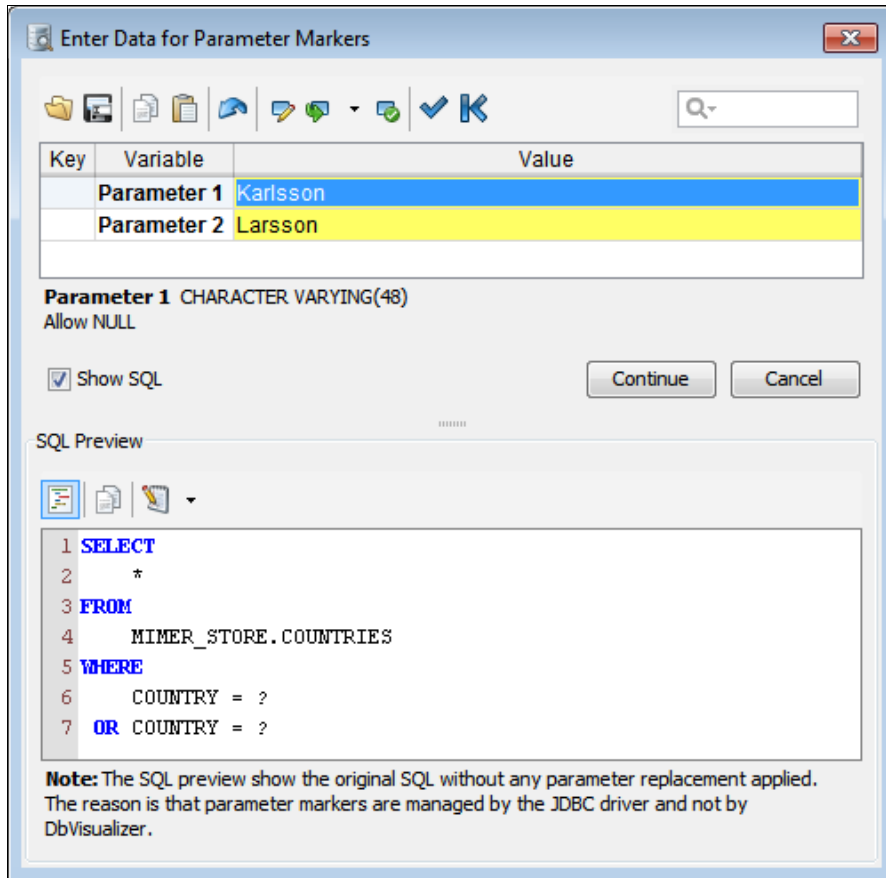 Enter Data for Parameter Markers
Key Variable Value
Parameter 1 Karlsson
Parameter 2 Larsson
Parameter 1 CHARACTER VARYING(48)
Allow NULL
Show SQL Continue Cancel
SQL Preview
1 SELECT
2 *
3 FROM
4 MIMER_STORE.COUNTRIES
5 WHERE
6 COUNTRY = ?
7 OR COUNTRY = ?
Note: The SQL preview show the original SQL without any parameter replacement applied.
The reason is that parameter markers are managed by the JDBC driver and not by
DbVisualizer.